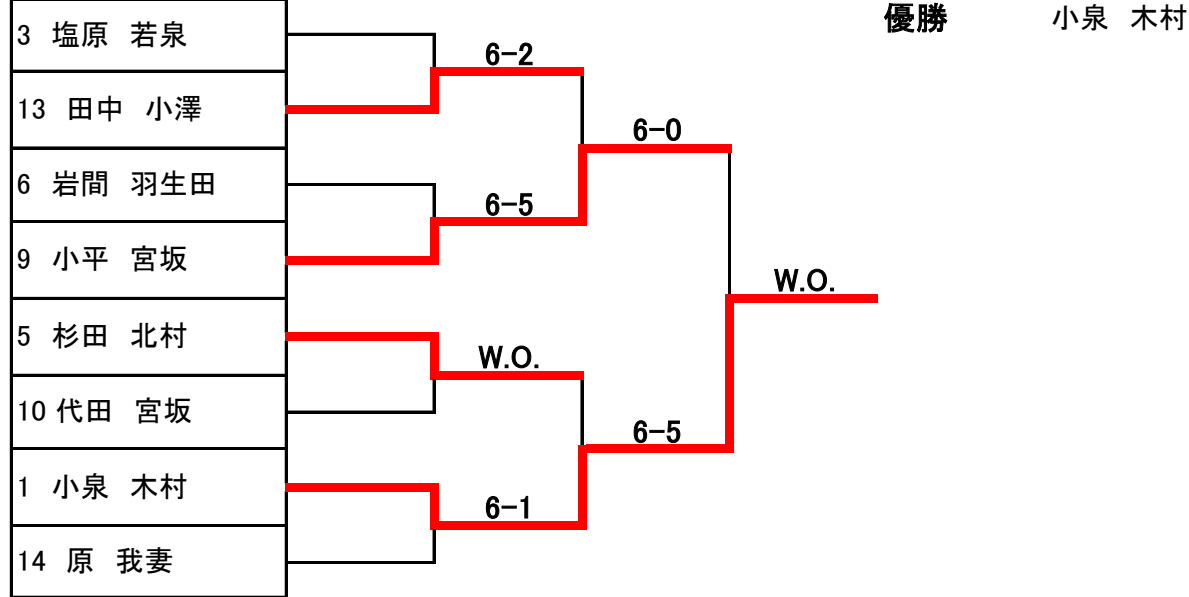 優勝 小泉 木村
3 塩原 若泉
6-2
13 田中 小澤
6-0
6 岩間 羽生田
6-5
9 小平 宮坂
W.O.
5 杉田 北村
W.O.
10 代田 宮坂
6-5
1 小泉 木村
6-1
14 原 我妻